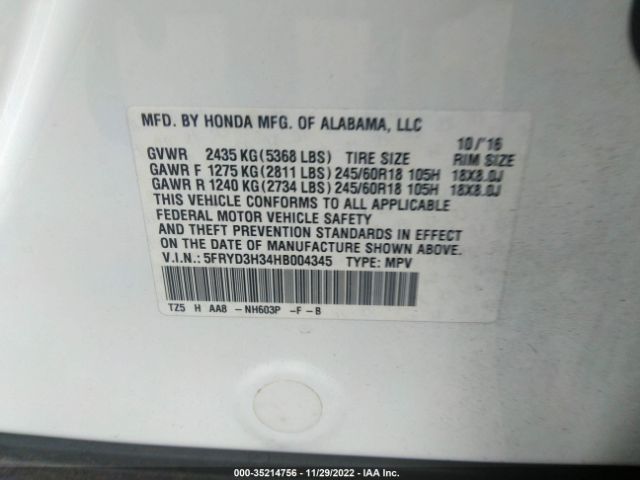 MFD. BY HONDA MFG. OF ALABAMA, LLC
10/'16
GVWR 2435 KG(5368 LBS) TIRE SIZE RIM SIZE
GAWR F 1275 KG(2811 LBS) 245/60R18 105H 18X8.0J
GAWR R 1240 KG(2734 LBS) 245/60R18 105H 18X8.0J
THIS VEHICLE CONFORMS TO ALL APPLICABLE
FEDERAL MOTOR VEHICLE SAFETY
AND THEFT PREVENTION STANDARDS IN EFFECT
ON THE DATE OF MANUFACTURE SHOWN ABOVE.
V.I.N.: 5FRYD3H34HB004345 TYPE: MPV
TZ5 H AA8 -NH603P -F-B
000-35214756 - 11/29/2022 - IAA Inc.